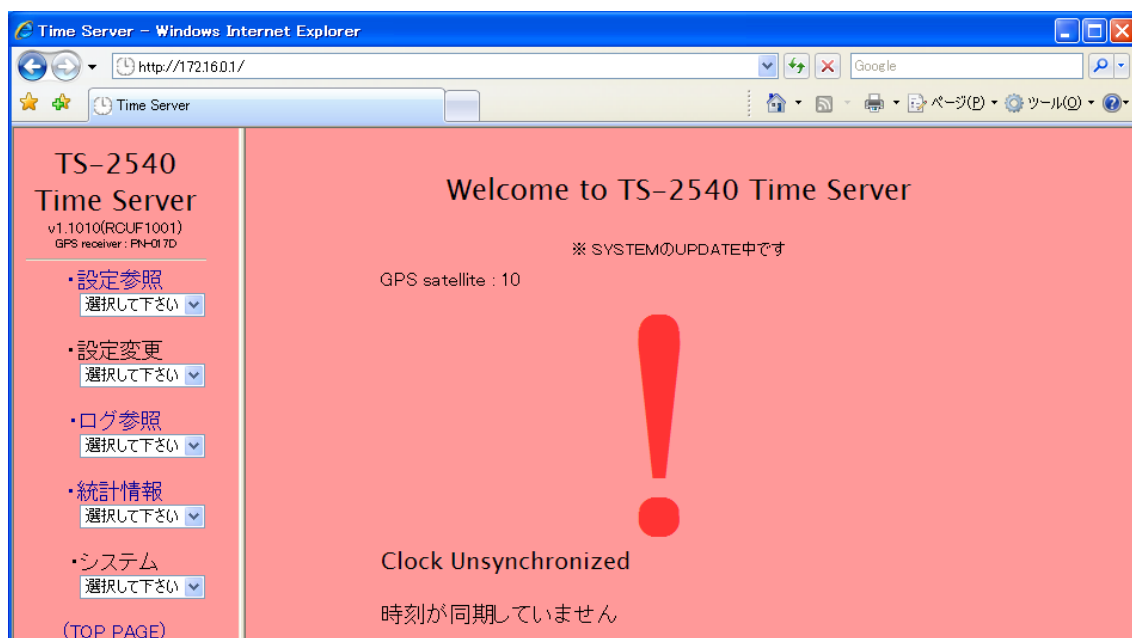 Time Server - Windows Internet Explorer
http://172.16.0.1/
Google
Time Server
ページ(P)
ツール(O)
TS-2540
Time Server
v1.1010(RCUF1001)
GPS receiver : PN-017D
・設定参照
選択して下さい
・設定変更
選択して下さい
・ログ参照
選択して下さい
・統計情報
選択して下さい
・システム
選択して下さい
(TOP PAGE)
Welcome to TS-2540 Time Server
※ SYSTEMのUPDATE中です
GPS satellite : 10
!
Clock Unsynchronized
時刻が同期していません